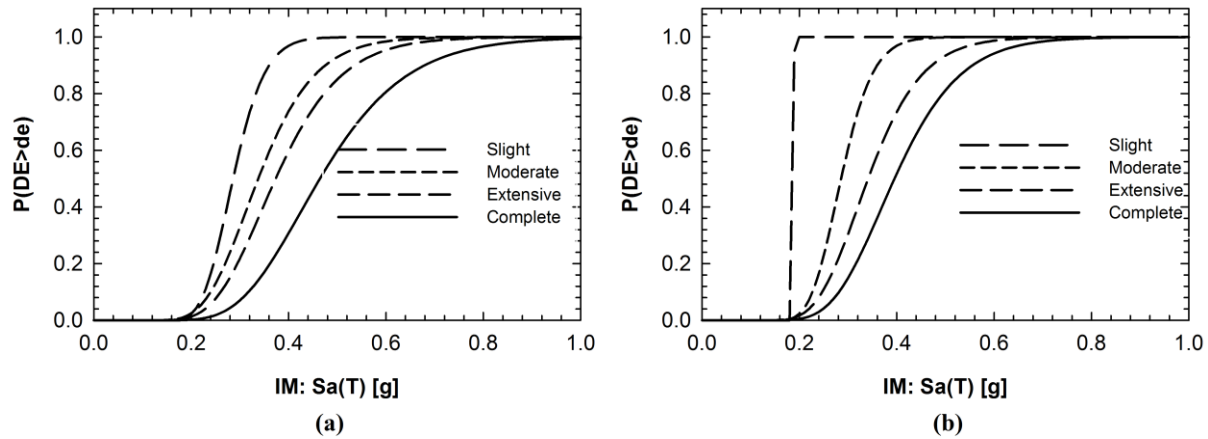 P(DE>de)
1.0
0.8
0.6
0.4
0.2
0.0
Slight
Moderate
Extensive
Complete
0.0 0.2 0.4 0.6 0.8 1.0
IM: Sa(T) [g]
(a)
P(DE>de)
1.0
0.8
0.6
0.4
0.2
0.0
Slight
Moderate
Extensive
Complete
0.0 0.2 0.4 0.6 0.8 1.0
IM: Sa(T) [g]
(b)